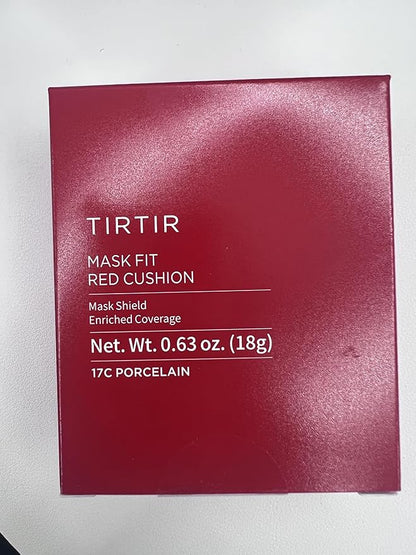 TIRTIR
MASK FIT
RED CUSHION
Mask Shield
Enriched Coverage
Net. Wt. 0.63 oz. (18g)
17C PORCELAIN